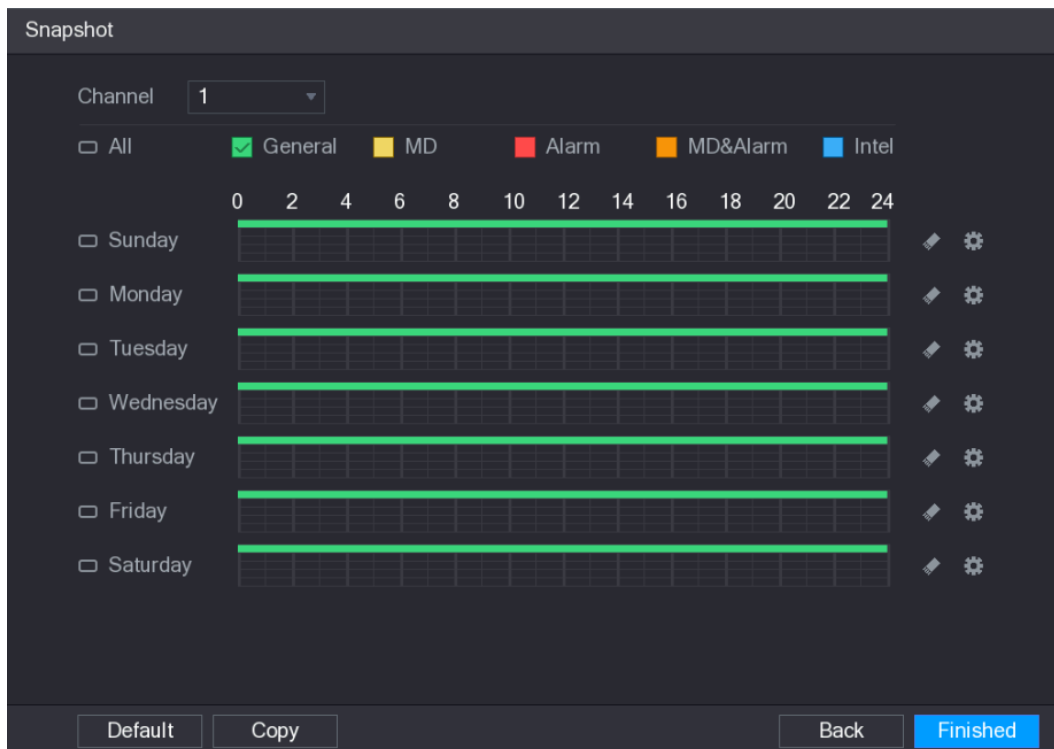 Snapshot
Channel 1
All General MD Alarm MD&Alarm Intel
0 2 4 6 8 10 12 14 16 18 20 22 24
Sunday
Monday
Tuesday
Wednesday
Thursday
Friday
Saturday
Default Copy Back Finished